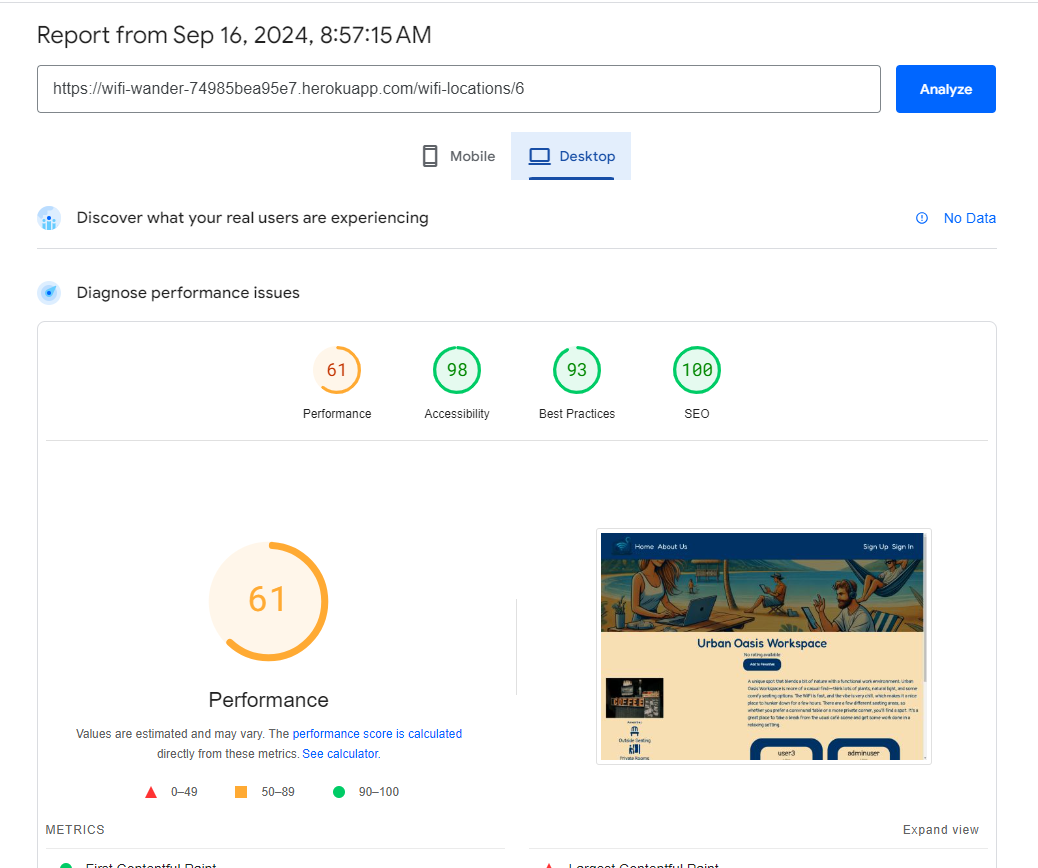 Report from Sep 16, 2024, 8:57:15 AM
https://wifi-wander-74985bea95e7.herokuapp.com/wifi-locations/6
Analyze
Mobile
Desktop
Discover what your real users are experiencing
No Data
Diagnose performance issues
61
98
93
100
Performance
Accessibility
Best Practices
SEO
61
Performance
Values are estimated and may vary. The performance score is calculated
directly from these metrics. See calculator.
0–49
50–89
90–100
Home About Us
Sign Up Sign In
Urban Oasis Workspace
No rating available
Add to Favorites
A unique spot that blends a bit of nature with a functional work environment. Urban
Oasis Workspace is more of a casual find—think lots of plants, natural light, and some
comfy seating options. The WiFi is fast, and the vibe is very chill, which makes it a nice
place to hunker down for a few hours. There are a few different seating areas, so
whether you prefer a communal table or a more private corner, you'll find a spot. It's a
great place to take a break from the usual café scene and get some work done in a
relaxing setting.
COFFEE
Amenities
Outside Seating
Private Rooms
user3
adminuser
METRICS
Expand view
First Contentful Paint
Largest Contentful Paint